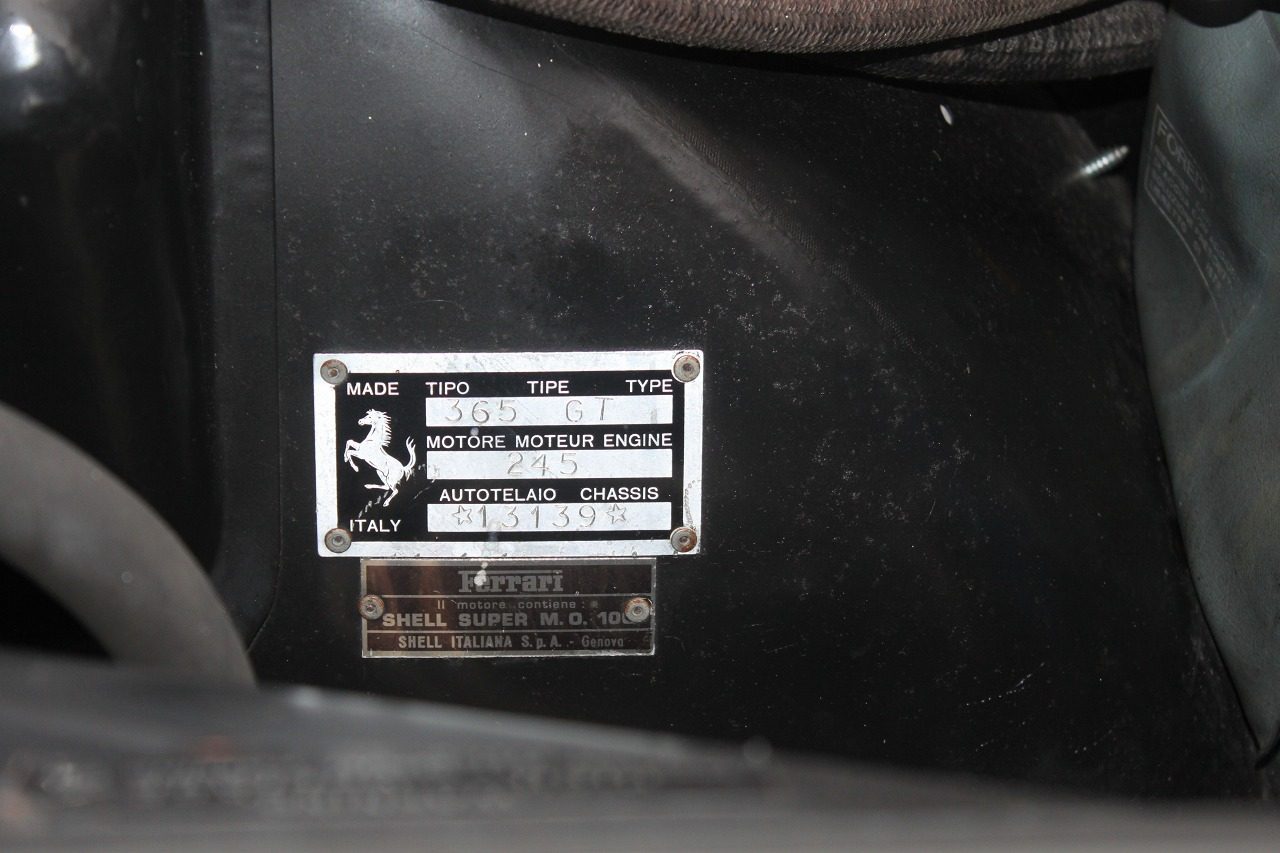 MADE
ITALY
TIPO TIPE TYPE
365 GT
MOTORE MOTEUR ENGINE
245
AUTOTELAIO CHASSIS
☆13139☆
Ferrari
Il motore contiene:
SHELL SUPER M.O. 100
SHELL ITALIANA S.p.A. - Genova